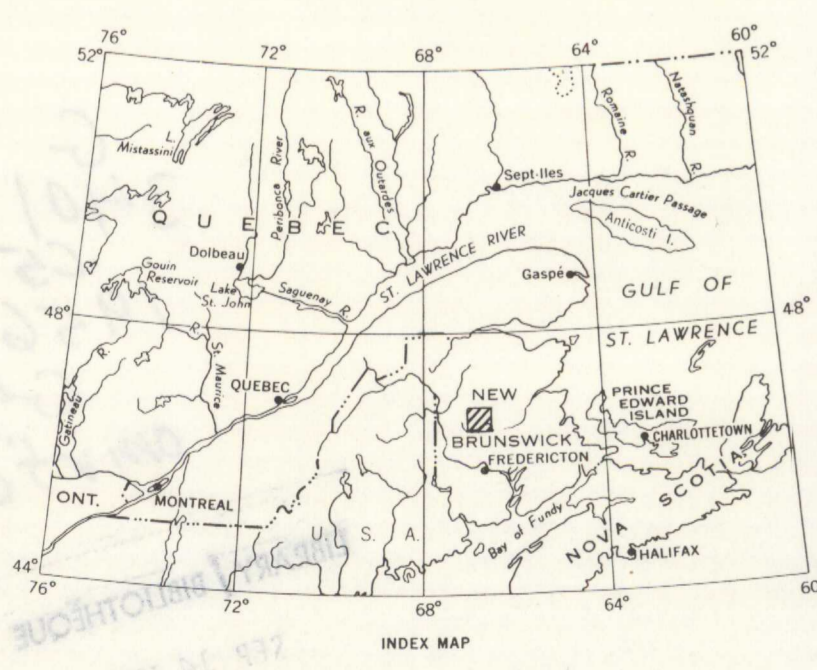 76°
72°
68°
64°
60°
52°
52°
L. Mistassini
Peribonca River
R. aux Outardes
Romaine R.
Natashquan R.
Sept-Iles
Jacques Cartier Passage
Anticosti I.
QUEBEC
Dolbeau
Gouin Reservoir
Lake St. John
Saguenay R.
ST. LAWRENCE RIVER
Gaspé
GULF OF
ST. LAWRENCE
48°
48°
Gatineau R.
St. Maurice R.
QUEBEC
NEW
BRUNSWICK
FREDERICTON
PRINCE
EDWARD
ISLAND
CHARLOTTETOWN
ONT.
MONTREAL
U. S. A.
Bay of Fundy
NOVA SCOTIA
HALIFAX
44°
76°
72°
68°
64°
60
INDEX MAP
LIBRARY / BIBLIOTHÈQUE
SEP